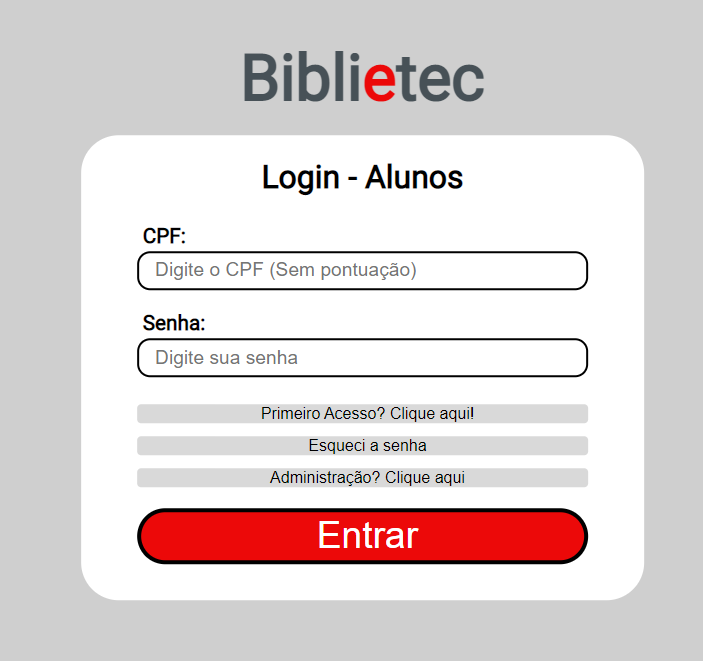 Biblietec
Login - Alunos
CPF:
Digite o CPF (Sem pontuação)
Senha:
Digite sua senha
Primeiro Acesso? Clique aqui!
Esqueci a senha
Administração? Clique aqui
Entrar